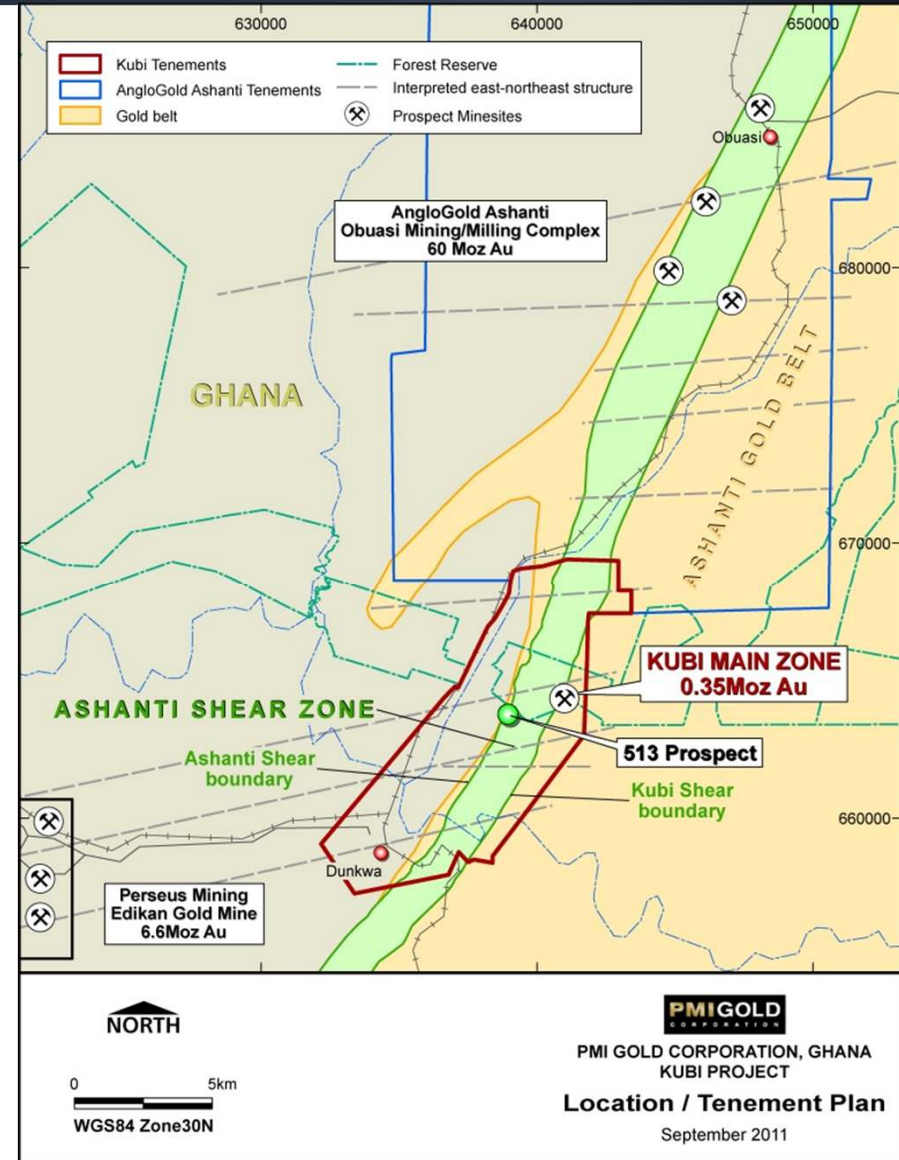 630000
640000
650000
Kubi Tenements
AngloGold Ashanti Tenements
Gold belt
Forest Reserve
Interpreted east-northeast structure
Prospect Minesites
Obuasi
AngloGold Ashanti
Obuasi Mining/Milling Complex
60 Moz Au
680000
GHANA
ASHANTI GOLD BELT
670000
KUBI MAIN ZONE
0.35Moz Au
ASHANTI SHEAR ZONE
513 Prospect
Ashanti Shear
boundary
Kubi Shear
boundary
660000
Dunkwa
Perseus Mining
Edikan Gold Mine
6.6Moz Au
NORTH
0 5km
WGS84 Zone30N
PMIGOLD
CORPORATION
PMI GOLD CORPORATION, GHANA
KUBI PROJECT
Location / Tenement Plan
September 2011